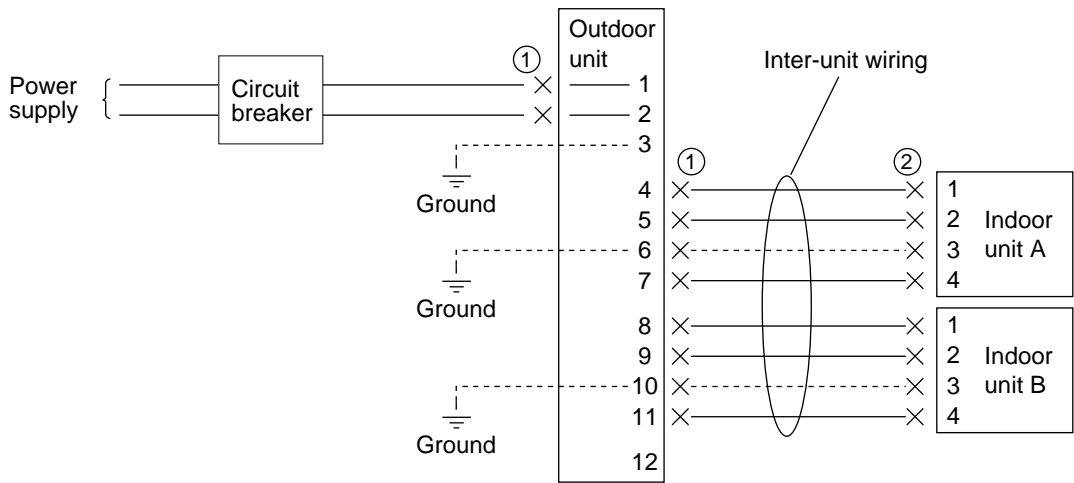 Power
supply
Circuit
breaker
1
Outdoor
unit
1
2
3
4
5
6
7
8
9
10
11
12
Ground
Ground
Ground
Inter-unit wiring
1
2
1
2
3
4
Indoor
unit A
1
2
3
4
Indoor
unit B